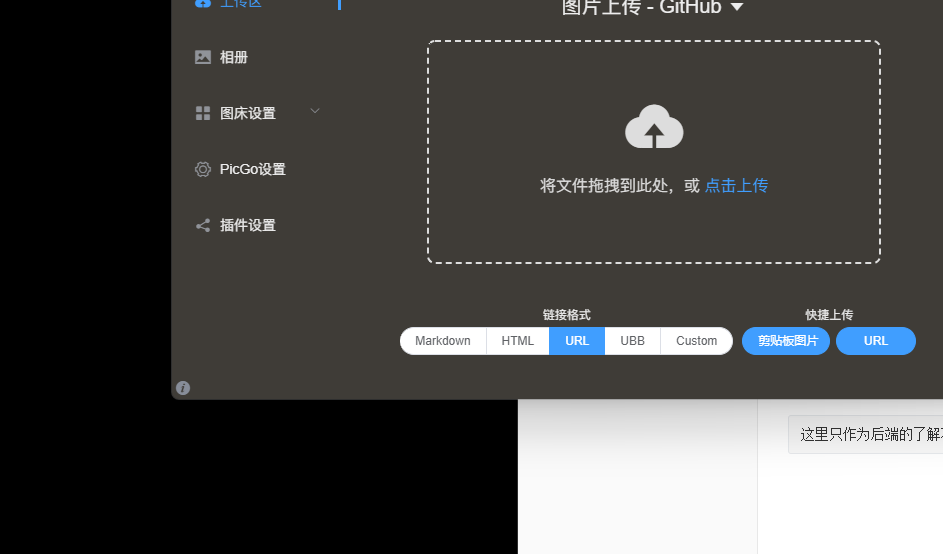 上传区
图片上传 - GitHub
相册
图床设置
PicGo设置
插件设置
将文件拖拽到此处，或 点击上传
链接格式
快捷上传
Markdown HTML URL UBB Custom 剪贴板图片 URL
这里只作为后端的了解